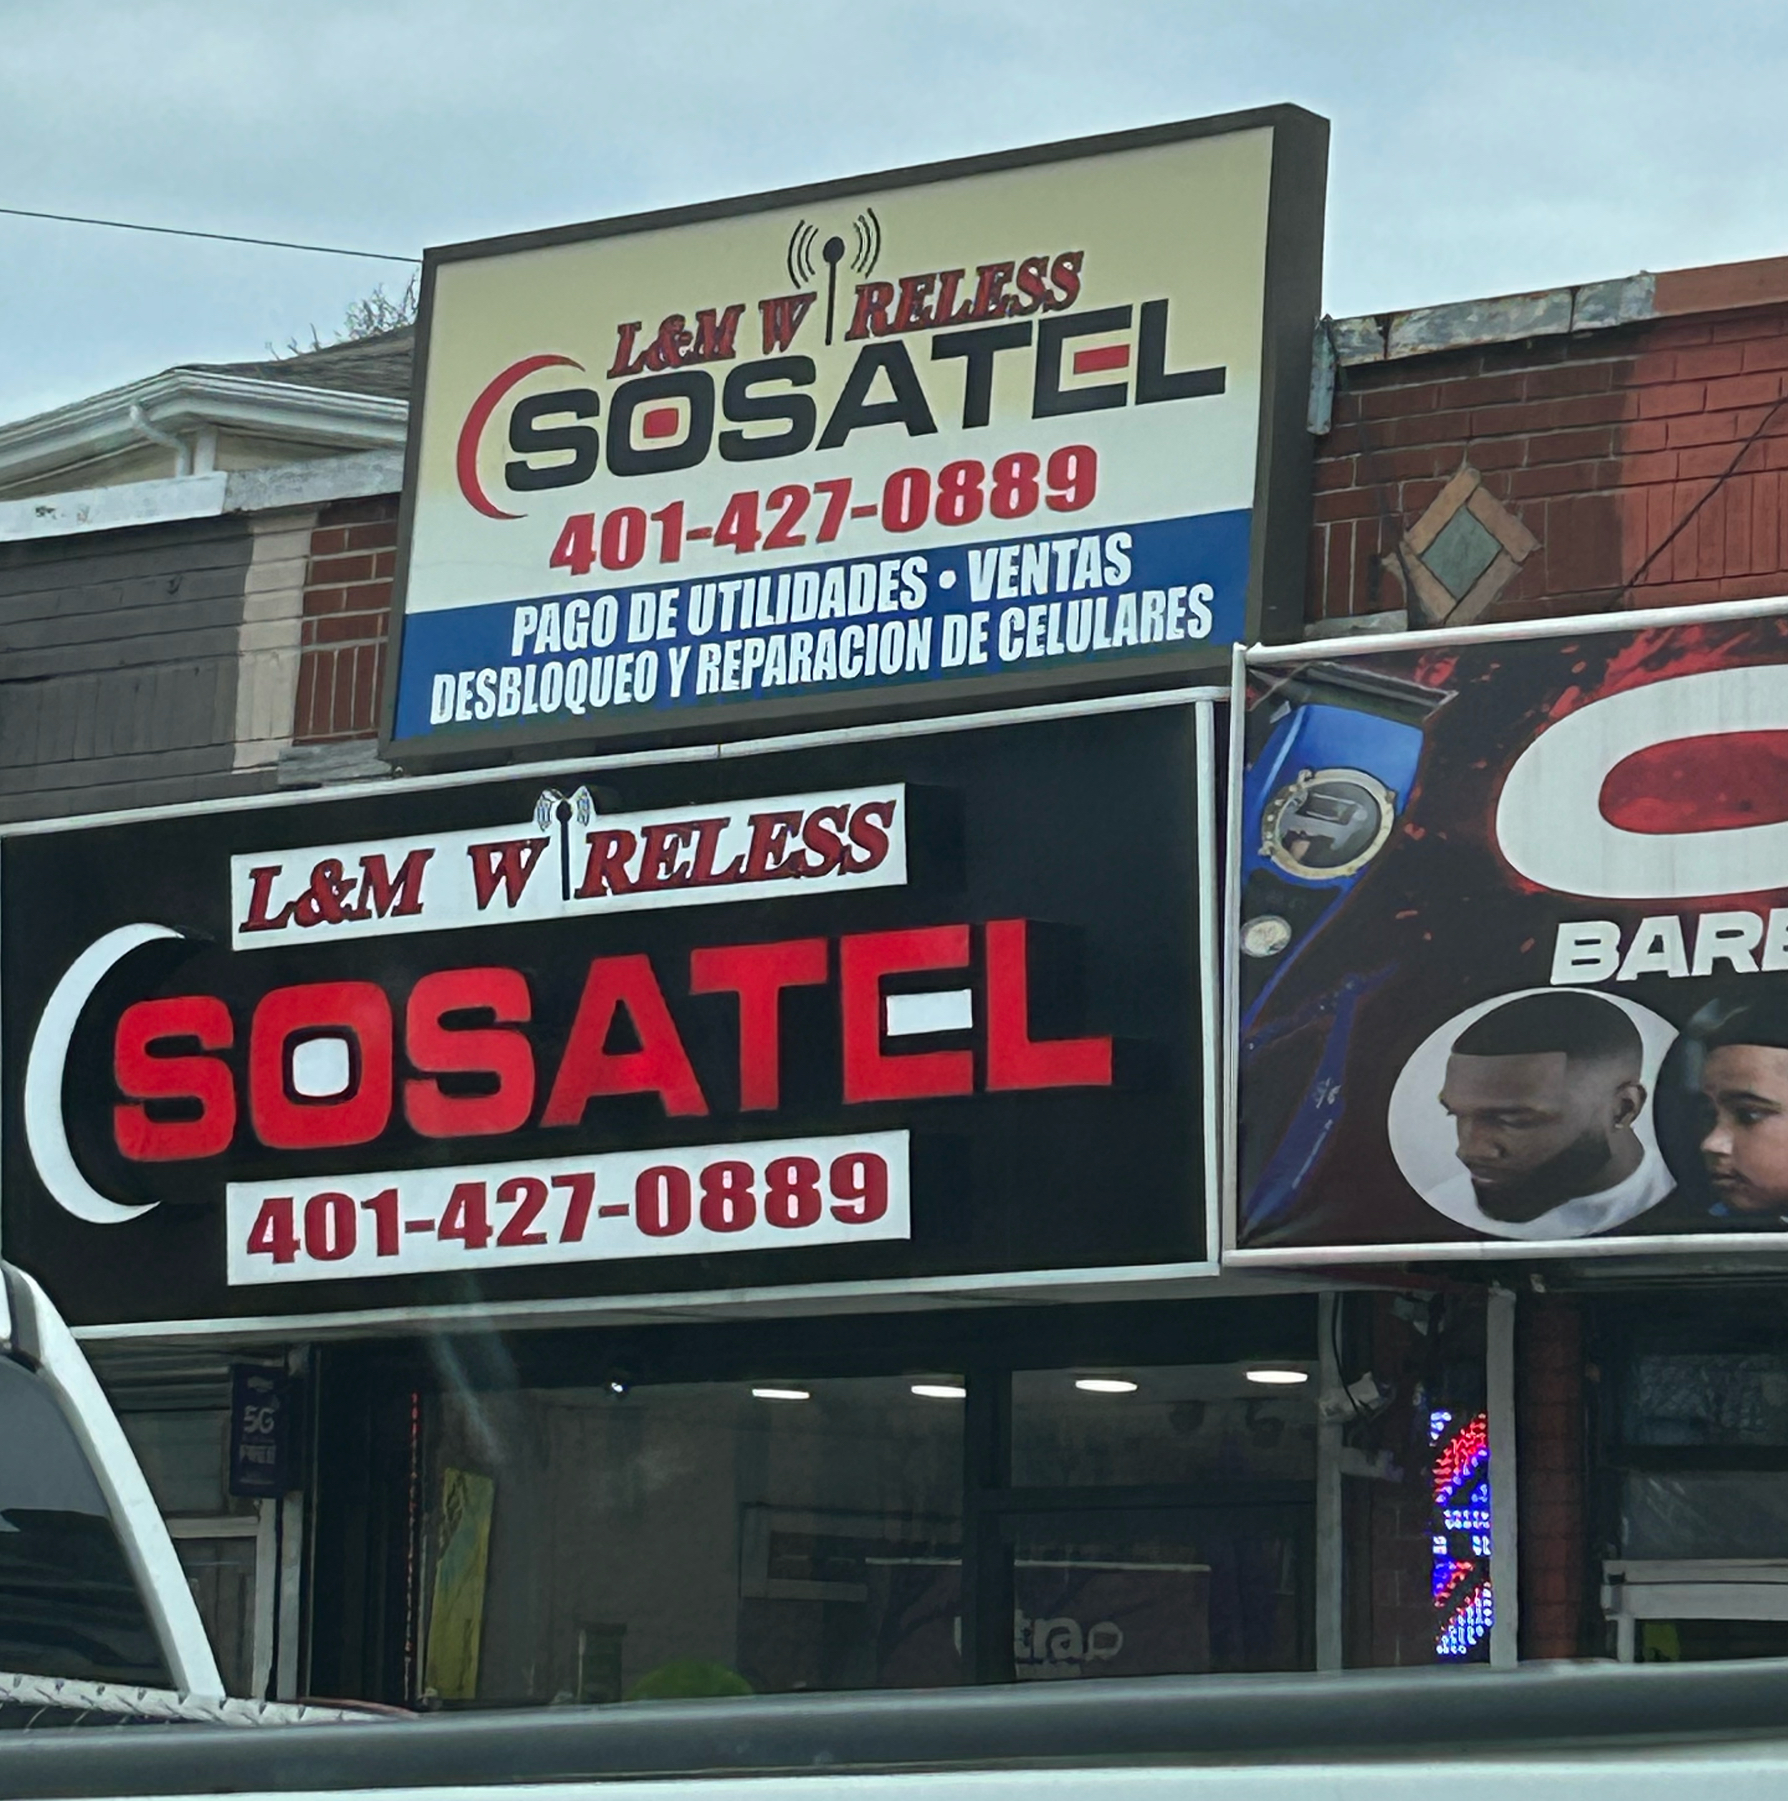 L&M WIRELESS
SOSATEL
401-427-0889
PAGO DE UTILIDADES • VENTAS
DESBLOQUEO Y REPARACION DE CELULARES
L&M WIRELESS
SOSATEL
401-427-0889
5G
FREE